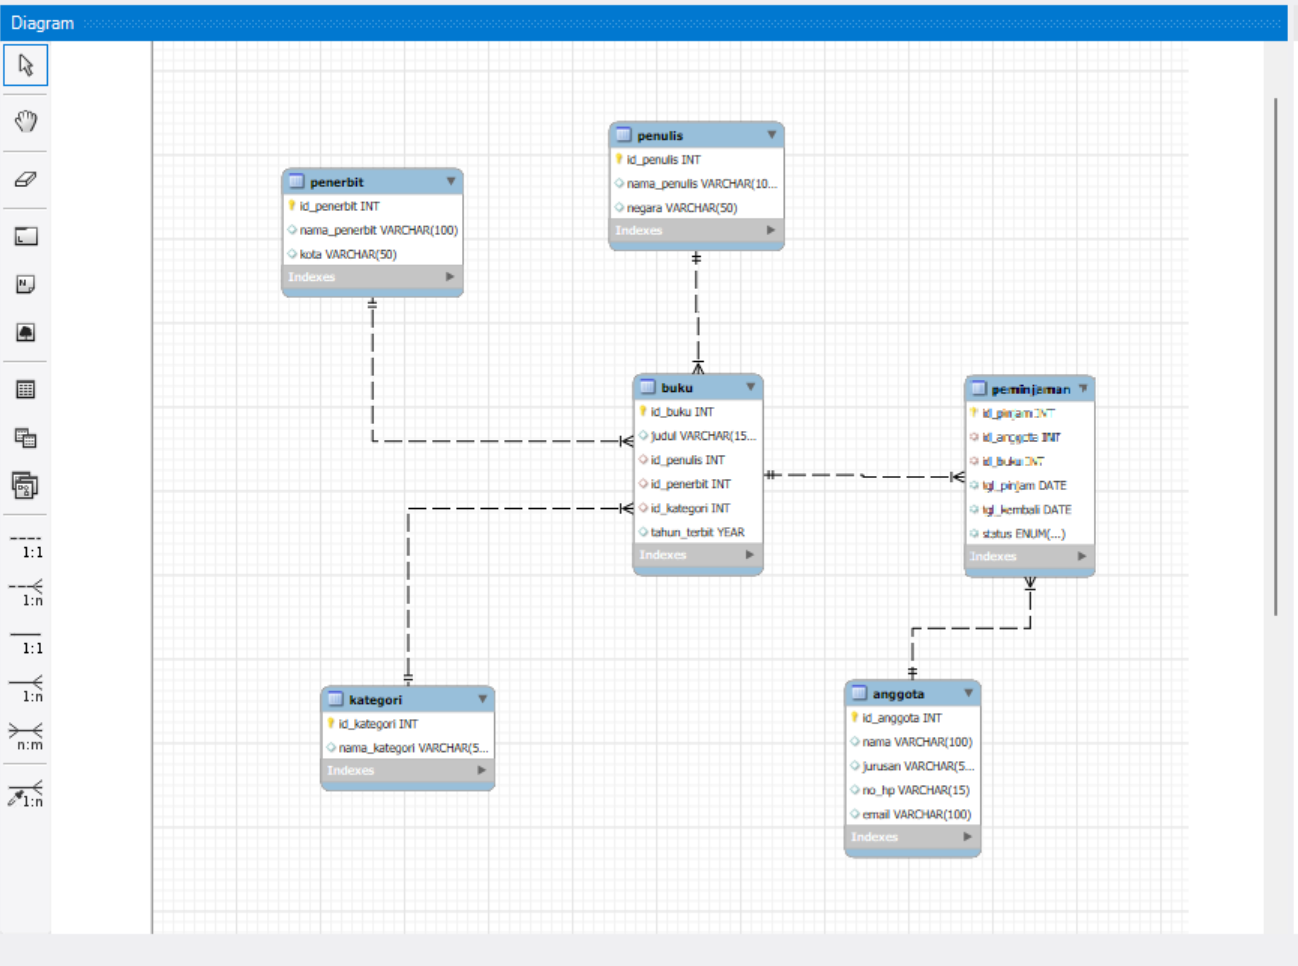 Diagram
1:1
1:n
1:1
1:n
n:m
1:n
penerbit
id_penerbit INT
nama_penerbit VARCHAR(100)
kota VARCHAR(50)
Indexes
penulis
id_penulis INT
nama_penulis VARCHAR(10...
negara VARCHAR(50)
Indexes
buku
id_buku INT
judul VARCHAR(15...
id_penulis INT
id_penerbit INT
id_kategori INT
tahun_terbit YEAR
Indexes
peminjaman
id_pinjam INT
id_anggota INT
id_buku INT
tgl_pinjam DATE
tgl_kembali DATE
status ENUM(...)
Indexes
kategori
id_kategori INT
nama_kategori VARCHAR(5...
Indexes
anggota
id_anggota INT
nama VARCHAR(100)
jurusan VARCHAR(5...
no_hp VARCHAR(15)
email VARCHAR(100)
Indexes